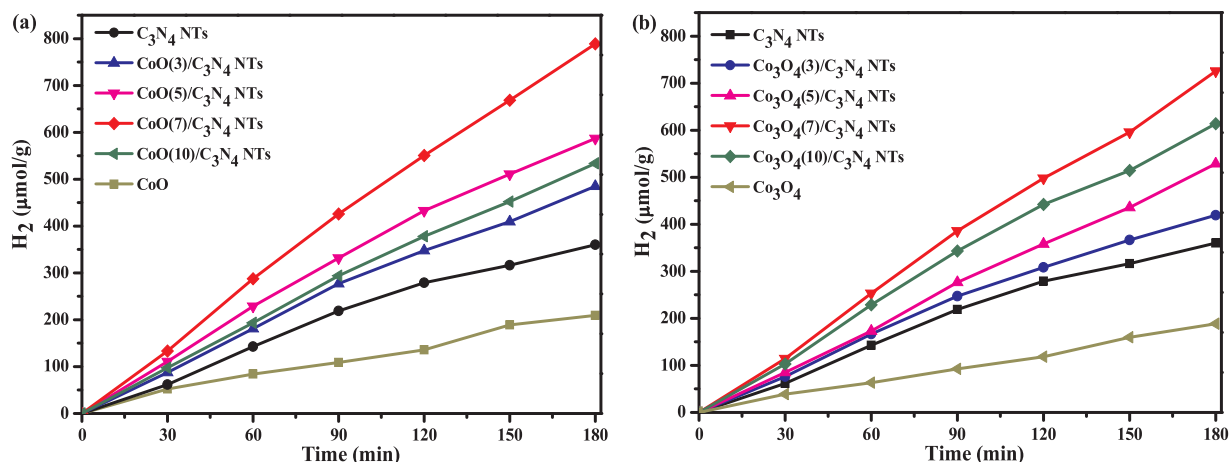 (a)
C₃N₄ NTs
CoO(3)/C₃N₄ NTs
CoO(5)/C₃N₄ NTs
CoO(7)/C₃N₄ NTs
CoO(10)/C₃N₄ NTs
CoO
H₂ (μmol/g)
800
700
600
500
400
300
200
100
0
0 30 60 90 120 150 180
Time (min)
(b)
C₃N₄ NTs
Co₃O₄(3)/C₃N₄ NTs
Co₃O₄(5)/C₃N₄ NTs
Co₃O₄(7)/C₃N₄ NTs
Co₃O₄(10)/C₃N₄ NTs
Co₃O₄
H₂ (μmol/g)
800
700
600
500
400
300
200
100
0
0 30 60 90 120 150 180
Time (min)